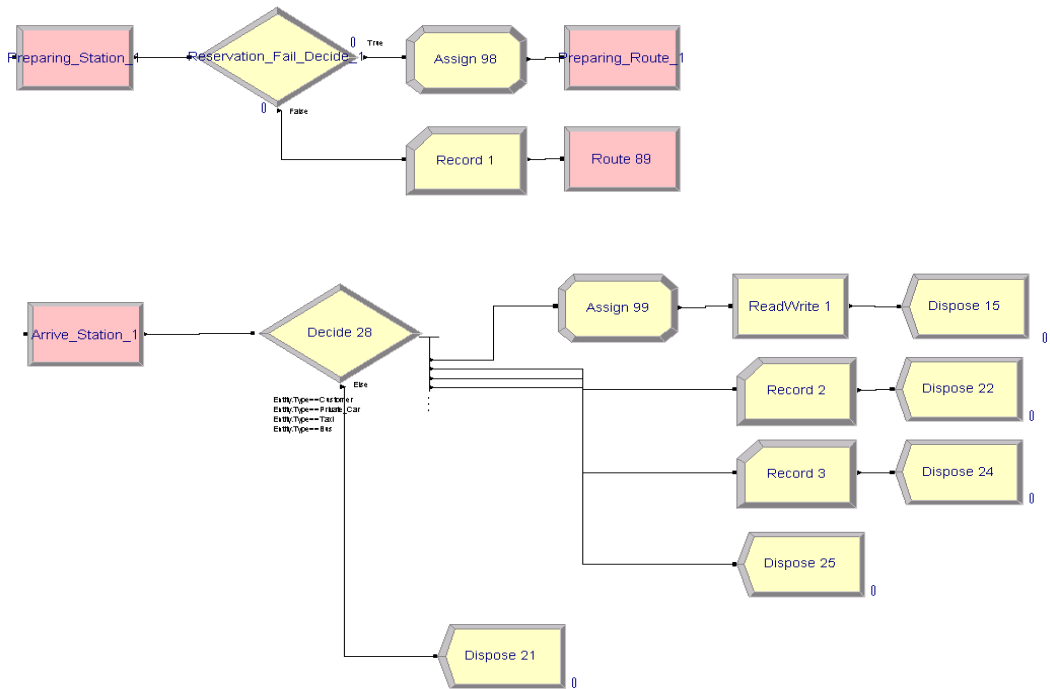 Preparing_Station_1
Reservation_Fail_Decide_1
0
True
Assign 98
Preparing_Route_1
0
False
Record 1
Route 89
Arrive_Station_1
Decide 28
Assign 99
ReadWrite 1
Dispose 15
0
Else
Entity.Type==Customer
Entity.Type==Private_Car
Entity.Type==Taxi
Entity.Type==Bus
Record 2
Dispose 22
0
Record 3
Dispose 24
0
Dispose 25
0
Dispose 21
0